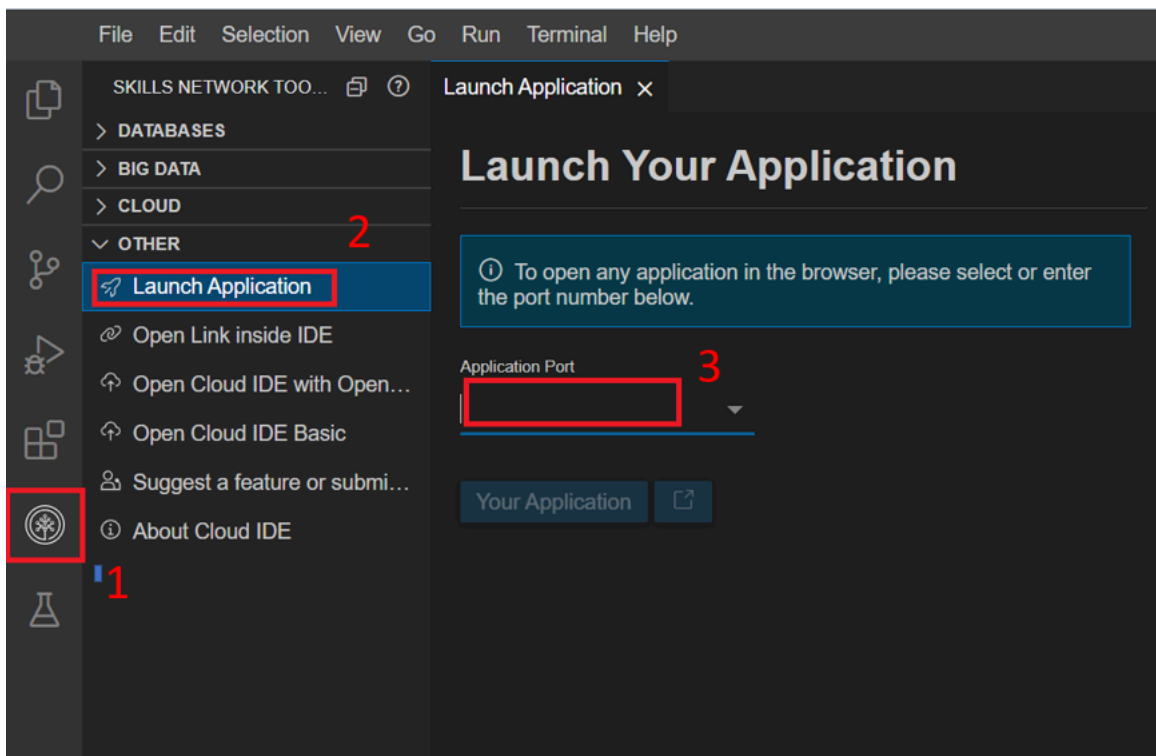 File Edit Selection View Go Run Terminal Help
SKILLS NETWORK TOO...
Launch Application
DATABASES
BIG DATA
CLOUD
OTHER
2
Launch Application
Open Link inside IDE
Open Cloud IDE with Open...
Open Cloud IDE Basic
Suggest a feature or submi...
About Cloud IDE
1
Launch Your Application
To open any application in the browser, please select or enter
the port number below.
Application Port
3
Your Application